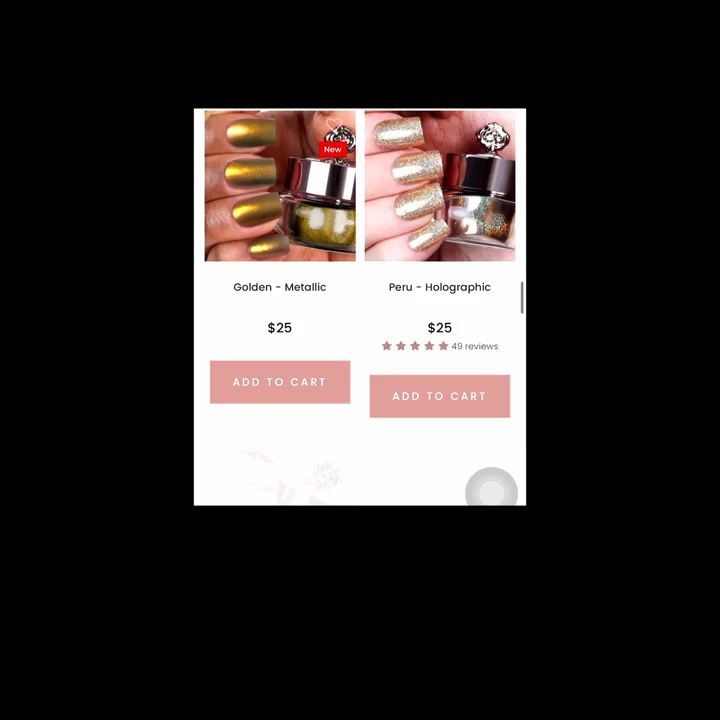 New
Golden - Metallic
Peru - Holographic
$25
$25
49 reviews
ADD TO CART
ADD TO CART